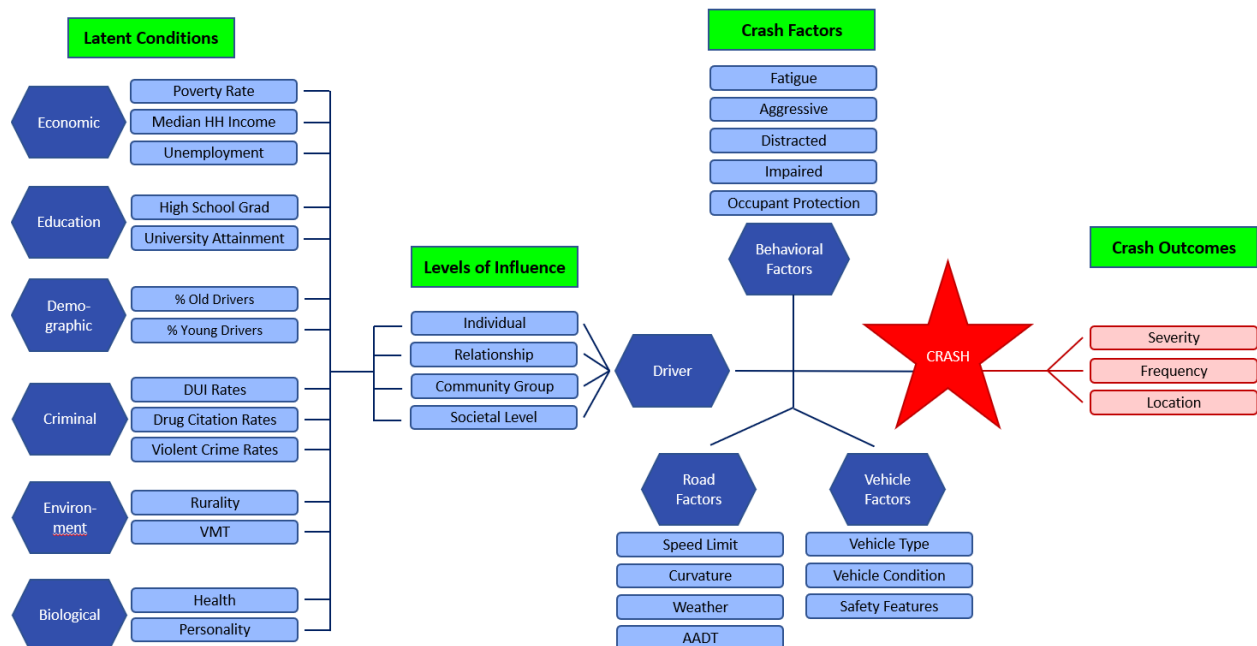 Latent Conditions
Economic
Poverty Rate
Median HH Income
Unemployment
Education
High School Grad
University Attainment
Demo-
graphic
% Old Drivers
% Young Drivers
Criminal
DUI Rates
Drug Citation Rates
Violent Crime Rates
Environ-
ment
Rurality
VMT
Biological
Health
Personality
Levels of Influence
Individual
Relationship
Community Group
Societal Level
Driver
Crash Factors
Fatigue
Aggressive
Distracted
Impaired
Occupant Protection
Behavioral
Factors
Road
Factors
Speed Limit
Curvature
Weather
AADT
Vehicle
Factors
Vehicle Type
Vehicle Condition
Safety Features
CRASH
Crash Outcomes
Severity
Frequency
Location